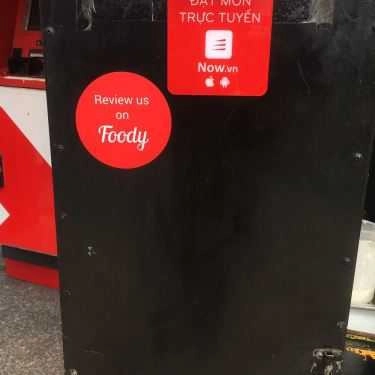 ĐẶT MÓN
TRỰC TUYẾN
Now.vn
Review us
on
Foody